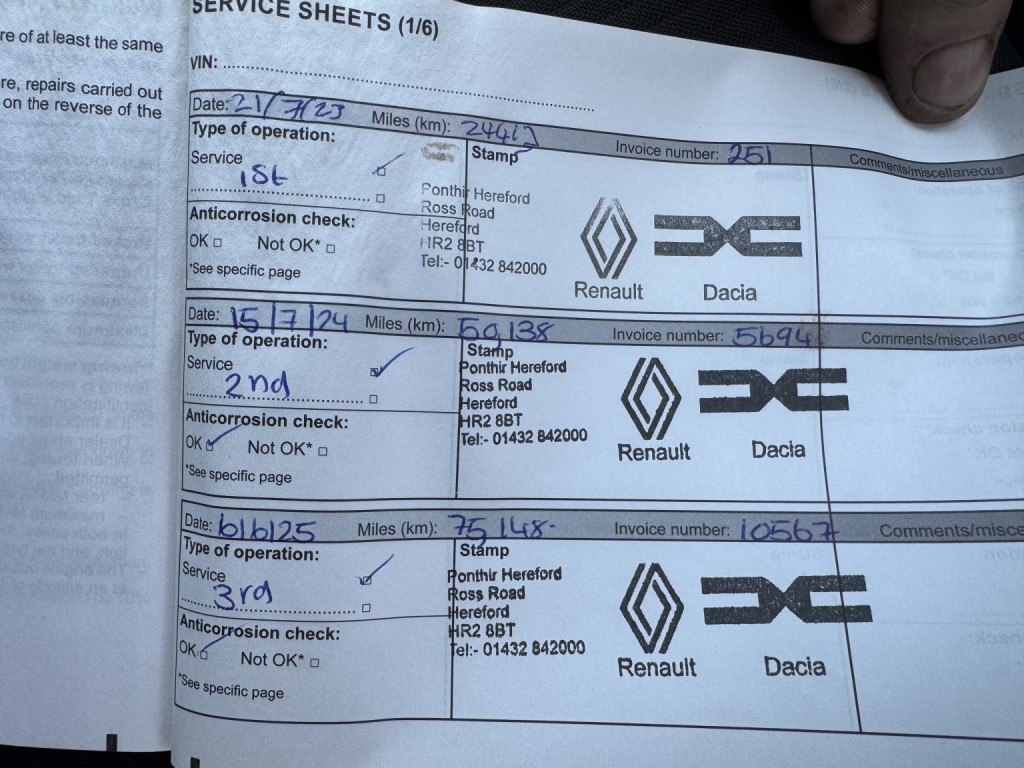 re of at least the same
re, repairs carried out
on the reverse of the
SERVICE SHEETS (1/6)
VIN:
Date: 21/7/23 Miles (km): Invoice number: 251 Comments/miscellaneous
Type of operation: Stamp
Service
1st
Ponthir Hereford
Ross Road
Hereford
HR2 8BT
Tel:- 01432 842000
Renault Dacia
Anticorrosion check:
OK Not OK*
*See specific page
Date: 15/7/24 Miles (km): 50,138 Invoice number: 5694 Comments/miscellaneo
Type of operation: Stamp
Service
2nd
Ponthir Hereford
Ross Road
Hereford
HR2 8BT
Tel:- 01432 842000
Renault Dacia
Anticorrosion check:
OK Not OK*
*See specific page
Date: 6/6/25 Miles (km): 75,148 Invoice number: 10567 Comments/misce
Type of operation: Stamp
Service
3rd
Ponthir Hereford
Ross Road
Hereford
HR2 8BT
Tel:- 01432 842000
Renault Dacia
Anticorrosion check:
OK Not OK*
*See specific page